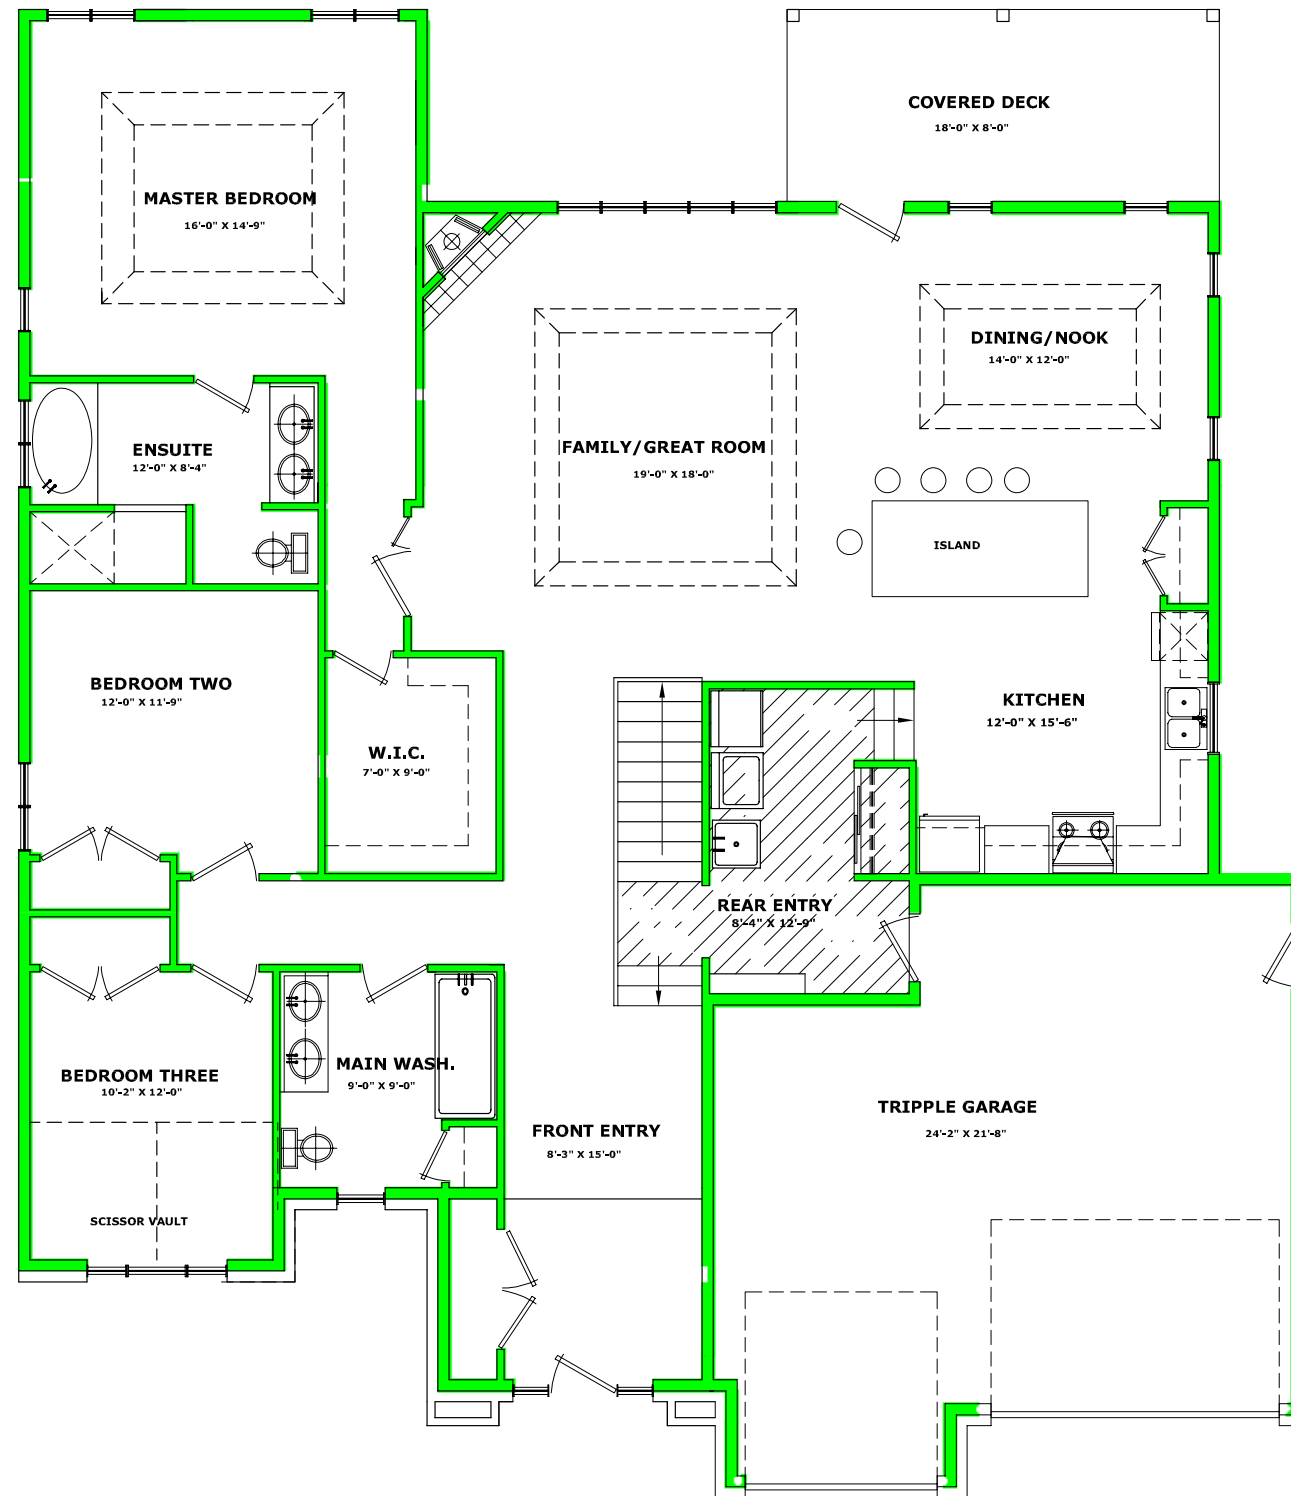 COVERED DECK
18'-0" X 8'-0"
MASTER BEDROOM
16'-0" X 14'-9"
DINING/NOOK
14'-0" X 12'-0"
FAMILY/GREAT ROOM
19'-0" X 18'-0"
ENSUITE
12'-0" X 8'-4"
ISLAND
BEDROOM TWO
12'-0" X 11'-9"
KITCHEN
12'-0" X 15'-6"
W.I.C.
7'-0" X 9'-0"
REAR ENTRY
8'-4" X 12'-9"
BEDROOM THREE
10'-2" X 12'-0"
MAIN WASH.
9'-0" X 9'-0"
TRIPPLE GARAGE
24'-2" X 21'-8"
FRONT ENTRY
8'-3" X 15'-0"
SCISSOR VAULT